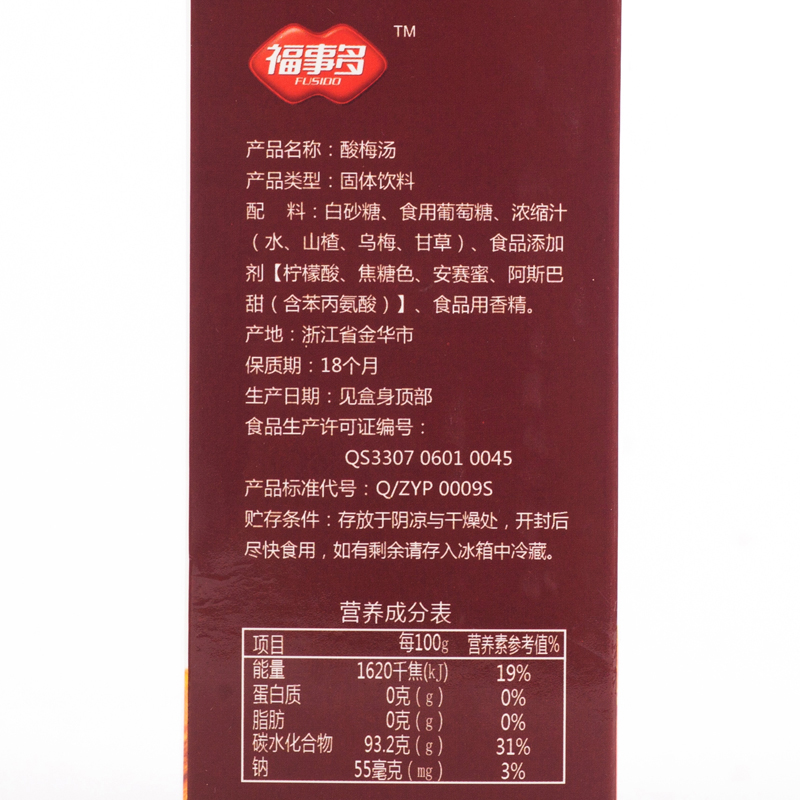 TM
福事多
FUSIDO
产品名称：酸梅汤
产品类型：固体饮料
配 料：白砂糖、食用葡萄糖、浓缩汁
（水、山楂、乌梅、甘草）、食品添加
剂【柠檬酸、焦糖色、安赛蜜、阿斯巴
甜（含苯丙氨酸）】、食品用香精。
产地：浙江省金华市
保质期：18个月
生产日期：见盒身顶部
食品生产许可证编号：
QS3307 0601 0045
产品标准代号：Q/ZYP 0009S
贮存条件：存放于阴凉与干燥处，开封后
尽快食用，如有剩余请存入冰箱中冷藏。
营养成分表
项目 每100g 营养素参考值%
能量 1620千焦(kJ) 19%
蛋白质 0克(g) 0%
脂肪 0克(g) 0%
碳水化合物 93.2克(g) 31%
钠 55毫克(mg) 3%